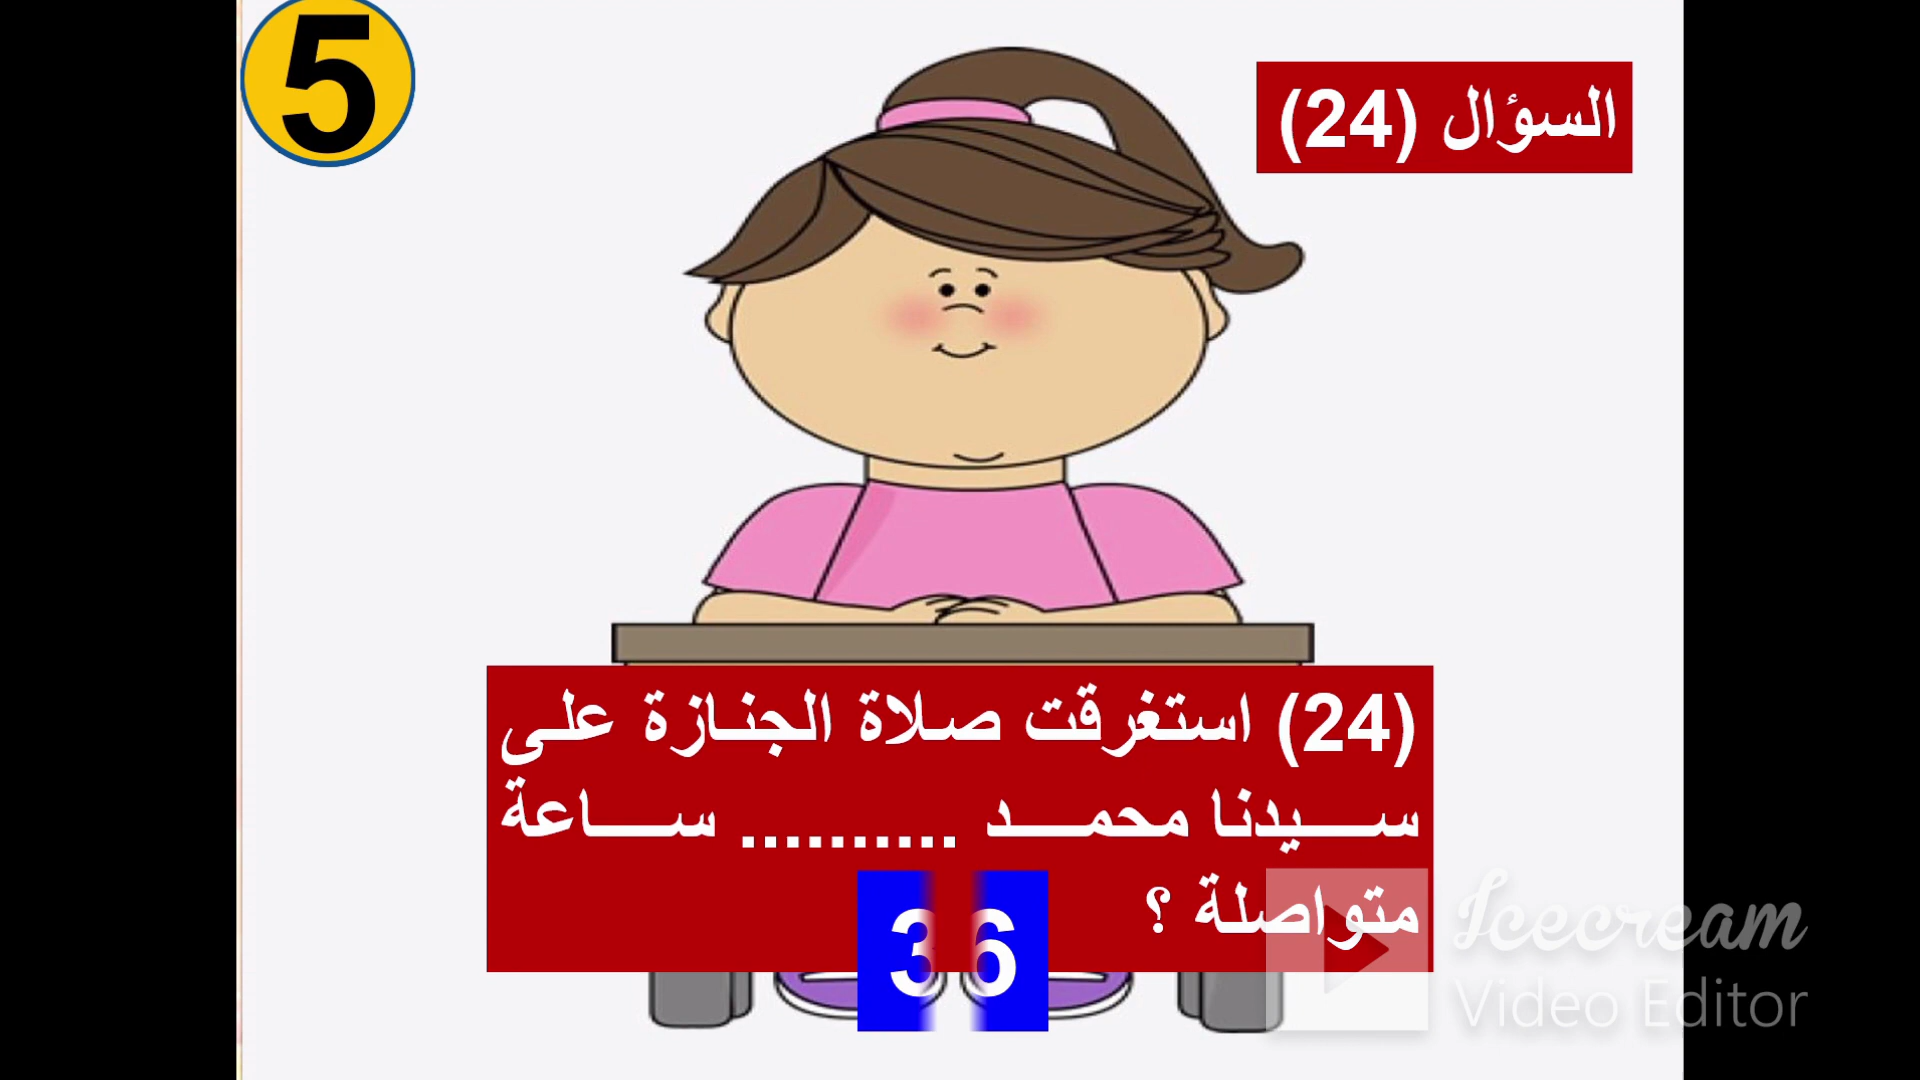 5
السؤال (24)
(24) استغرقت صلاة الجنازة على
سيدنا محمد .......... ساعة
متواصلة ؟
36
Icecream
Video Editor